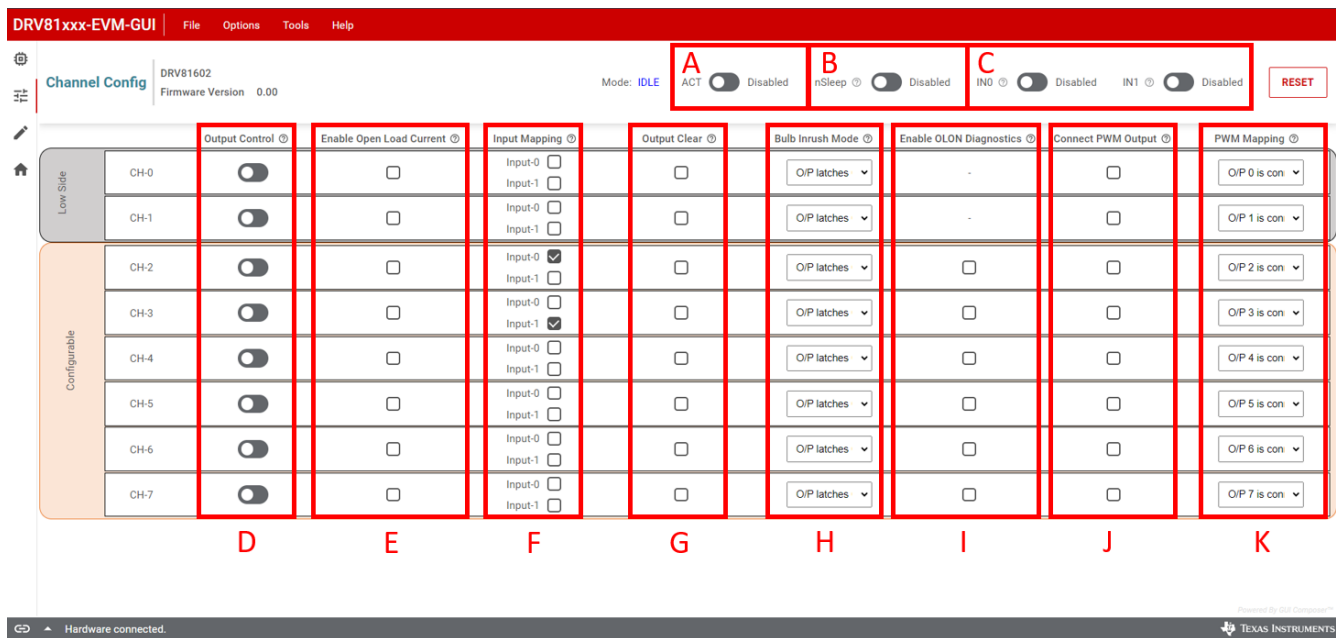 DRV81xxx-EVM-GUI File Options Tools Help
Channel Config DRV81602
Firmware Version 0.00
Mode: IDLE
A
ACT Disabled
B
nSleep Disabled
C
IN0 Disabled IN1 Disabled
RESET
Output Control Enable Open Load Current Input Mapping Output Clear Bulb Inrush Mode Enable OLON Diagnostics Connect PWM Output PWM Mapping
Low Side
CH-0 Input-0 O/P latches - O/P 0 is con
Input-1
CH-1 Input-0 O/P latches - O/P 1 is con
Input-1
Configurable
CH-2 Input-0 O/P latches O/P 2 is con
Input-1
CH-3 Input-0 O/P latches O/P 3 is con
Input-1
CH-4 Input-0 O/P latches O/P 4 is con
Input-1
CH-5 Input-0 O/P latches O/P 5 is con
Input-1
CH-6 Input-0 O/P latches O/P 6 is con
Input-1
CH-7 Input-0 O/P latches O/P 7 is con
Input-1
D E F G H I J K
Powered By GUI Composer™
Hardware connected. TEXAS INSTRUMENTS